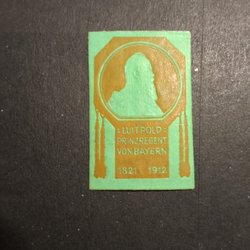 LUITPOLD
PRINZREGENT
VON BAYERN
1821 1912